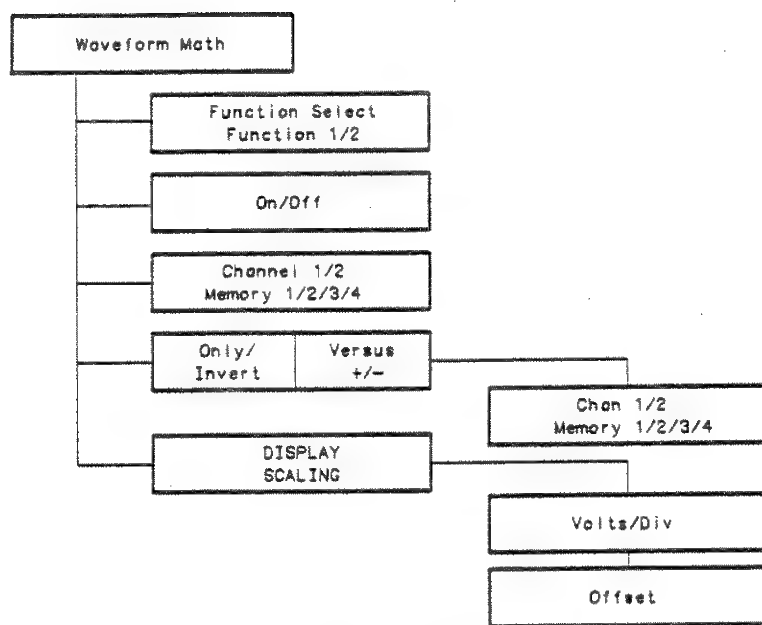 Waveform Math
Function Select
Function 1/2
On/Off
Channel 1/2
Memory 1/2/3/4
Only/
Invert
Versus
+/-
Chan 1/2
Memory 1/2/3/4
DISPLAY
SCALING
Volts/Div
Offset